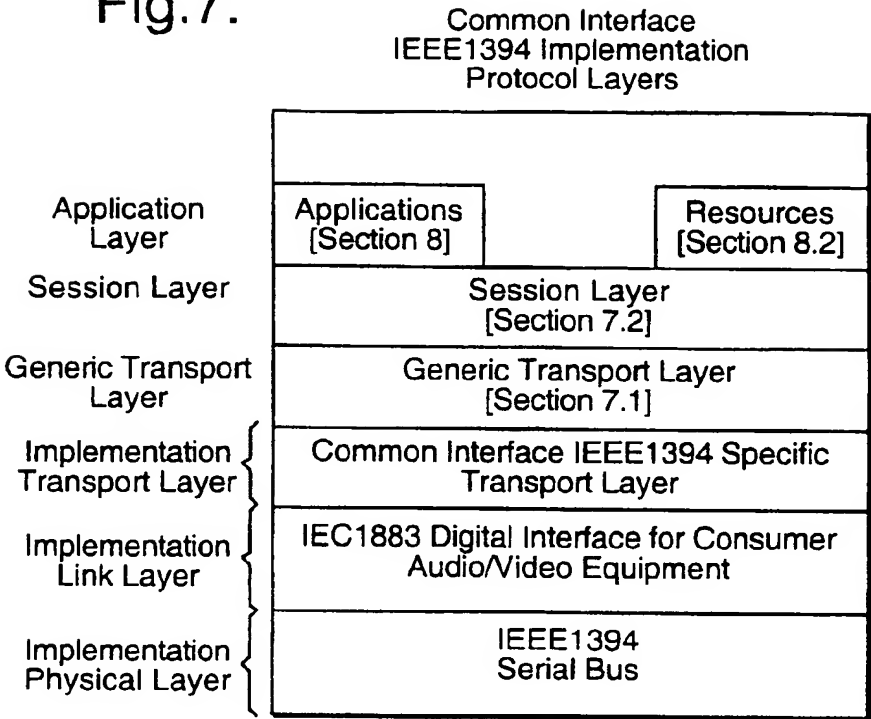 Fig.7.
Common Interface
IEEE1394 Implementation
Protocol Layers
Application
Layer
Applications
[Section 8]
Resources
[Section 8.2]
Session Layer
Session Layer
[Section 7.2]
Generic Transport
Layer
Generic Transport Layer
[Section 7.1]
Implementation
Transport Layer
Common Interface IEEE1394 Specific
Transport Layer
Implementation
Link Layer
IEC1883 Digital Interface for Consumer
Audio/Video Equipment
Implementation
Physical Layer
IEEE1394
Serial Bus